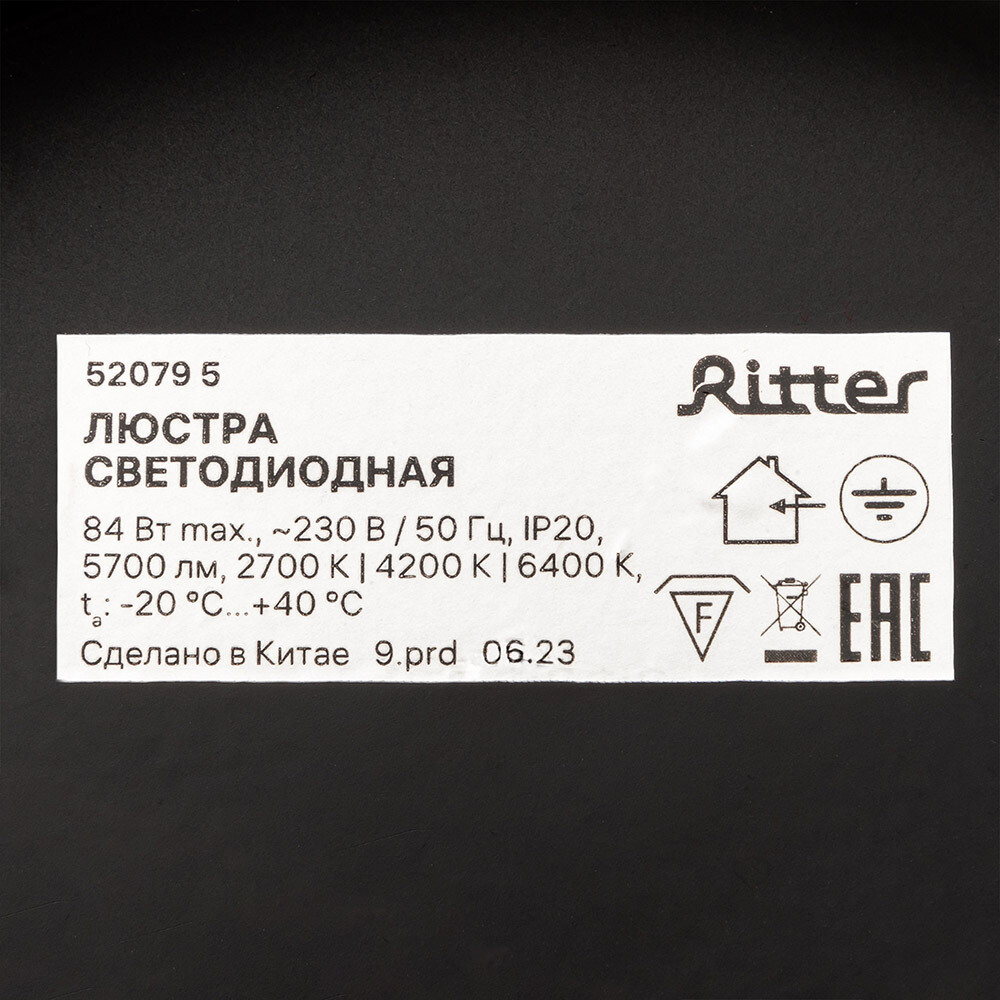 52079 5
Ritter
ЛЮСТРА
СВЕТОДИОДНАЯ
84 Вт max., ~230 В / 50 Гц, IP20,
5700 лм, 2700 К | 4200 К | 6400 К,
ta: -20 °C...+40 °C
F
EAC
Сделано в Китае 9.prd 06.23